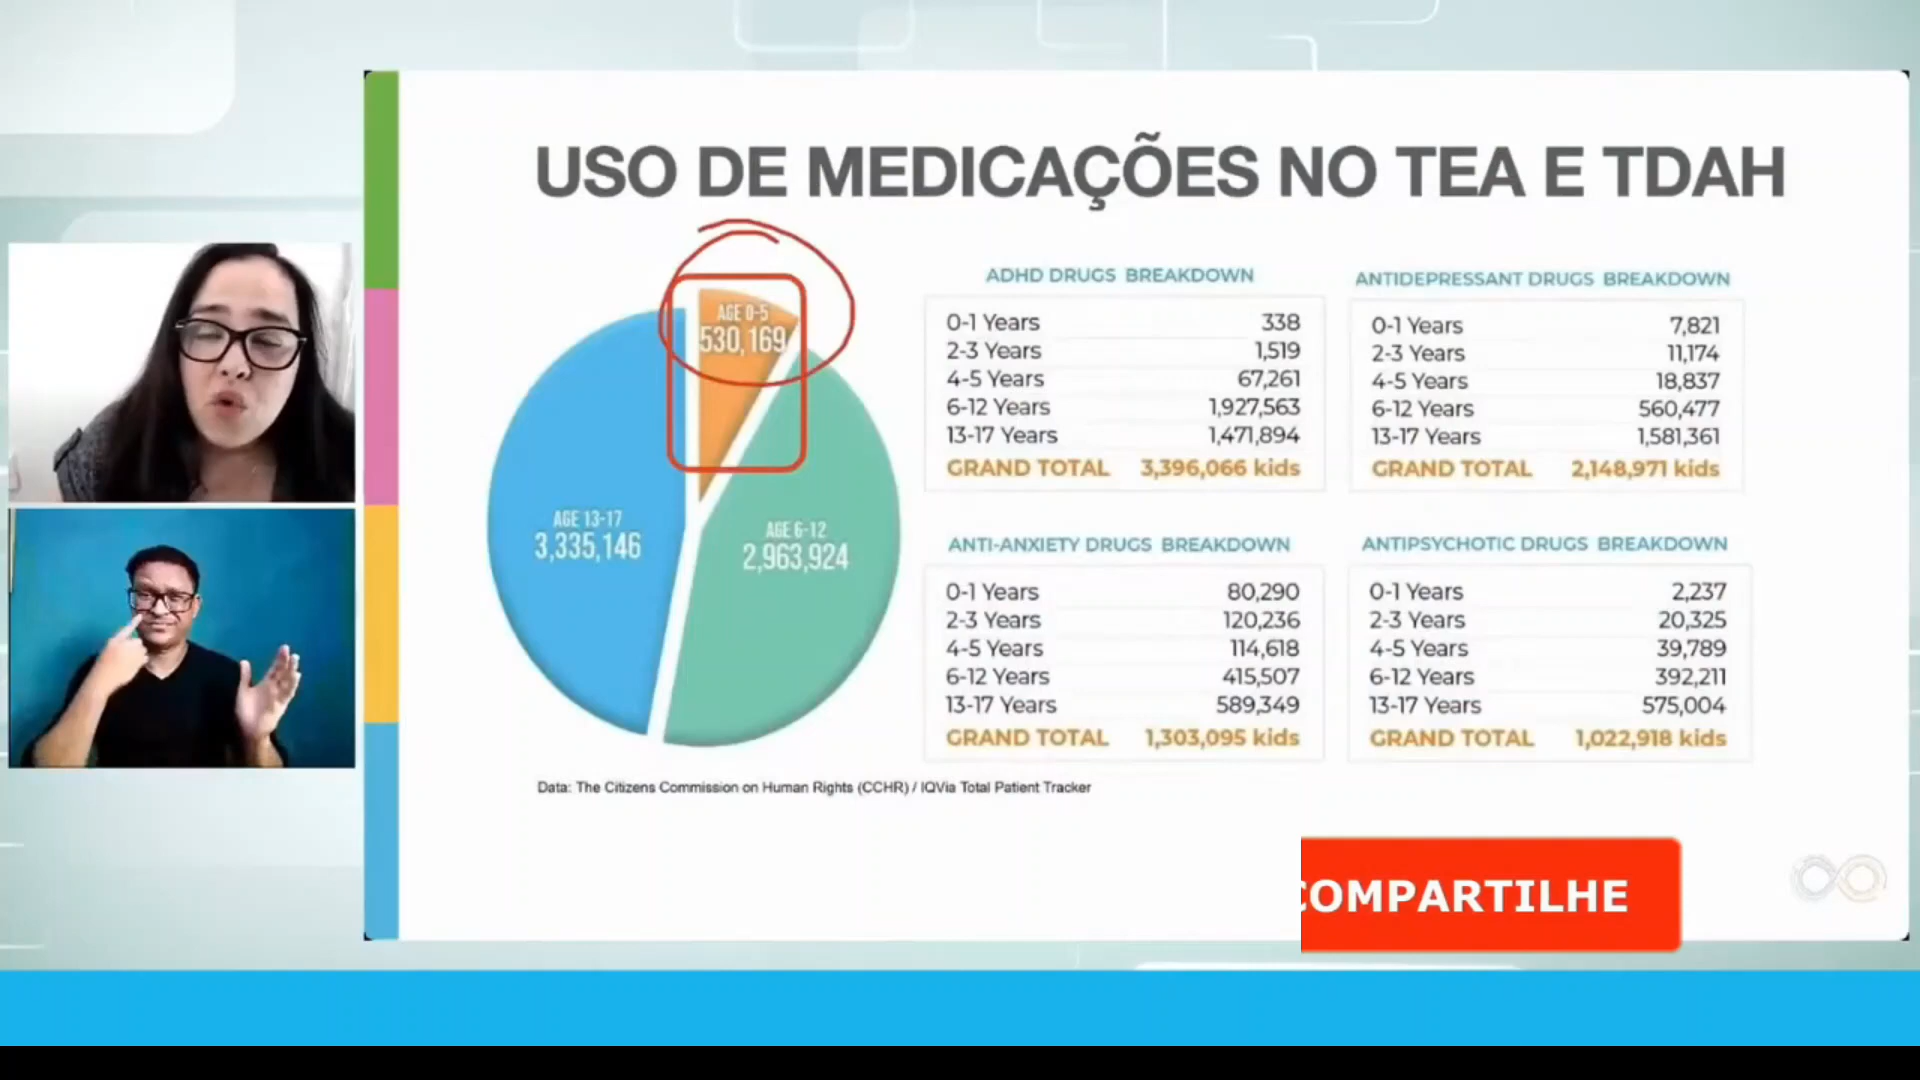 USO DE MEDICAÇÕES NO TEA E TDAH
AGE 0-5
530,169
AGE 13-17
3,335,146
AGE 6-12
2,963,924
ADHD DRUGS BREAKDOWN
0-1 Years 338
2-3 Years 1,519
4-5 Years 67,261
6-12 Years 1,927,563
13-17 Years 1,471,894
GRAND TOTAL 3,396,066 kids
ANTIDEPRESSANT DRUGS BREAKDOWN
0-1 Years 7,821
2-3 Years 11,174
4-5 Years 18,837
6-12 Years 560,477
13-17 Years 1,581,361
GRAND TOTAL 2,148,971 kids
ANTI-ANXIETY DRUGS BREAKDOWN
0-1 Years 80,290
2-3 Years 120,236
4-5 Years 114,618
6-12 Years 415,507
13-17 Years 589,349
GRAND TOTAL 1,303,095 kids
ANTIPSYCHOTIC DRUGS BREAKDOWN
0-1 Years 2,237
2-3 Years 20,325
4-5 Years 39,789
6-12 Years 392,211
13-17 Years 575,004
GRAND TOTAL 1,022,918 kids
Data: The Citizens Commission on Human Rights (CCHR) / IQVia Total Patient Tracker
COMPARTILHE